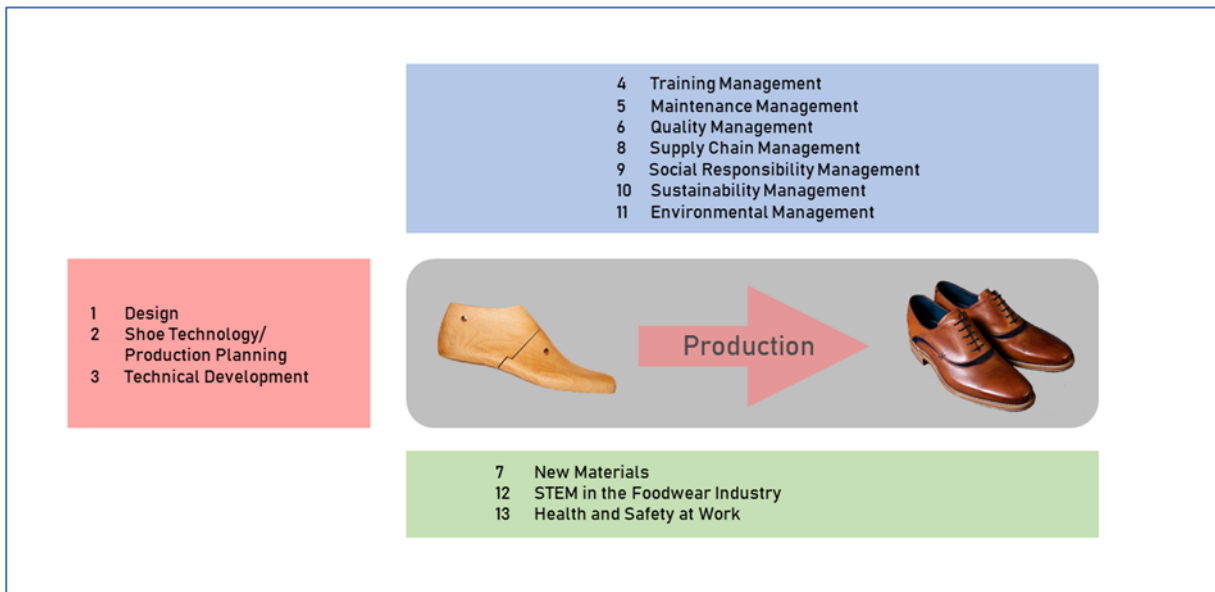 4 Training Management
5 Maintenance Management
6 Quality Management
8 Supply Chain Management
9 Social Responsibility Management
10 Sustainability Management
11 Environmental Management
1 Design
2 Shoe Technology/
Production Planning
3 Technical Development
Production
7 New Materials
12 STEM in the Foodwear Industry
13 Health and Safety at Work